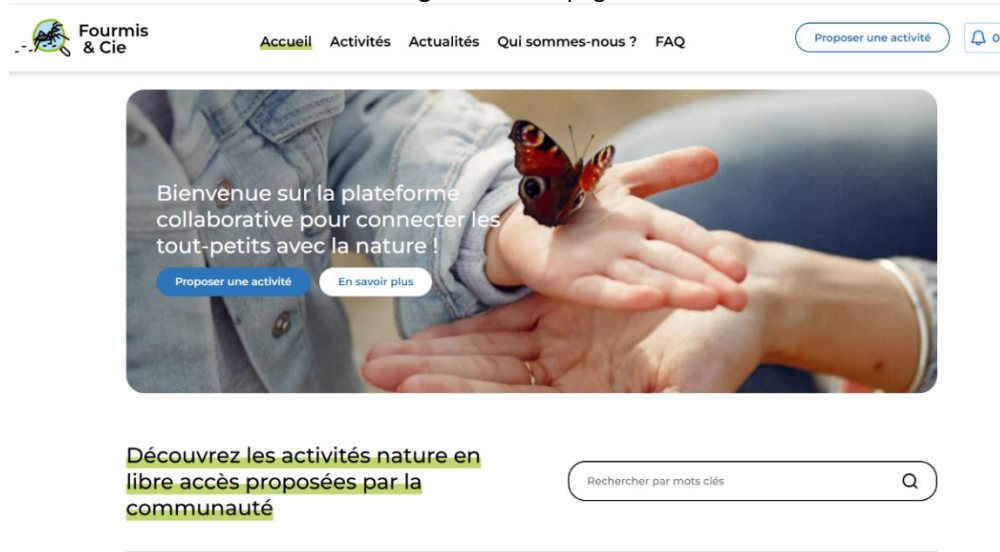 Fourmis
& Cie
Accueil Activités Actualités Qui sommes-nous ? FAQ
Proposer une activité
0
Bienvenue sur la plateforme
collaborative pour connecter les
tout-petits avec la nature !
Proposer une activité
En savoir plus
Découvrez les activités nature en
libre accès proposées par la
communauté
Rechercher par mots clés